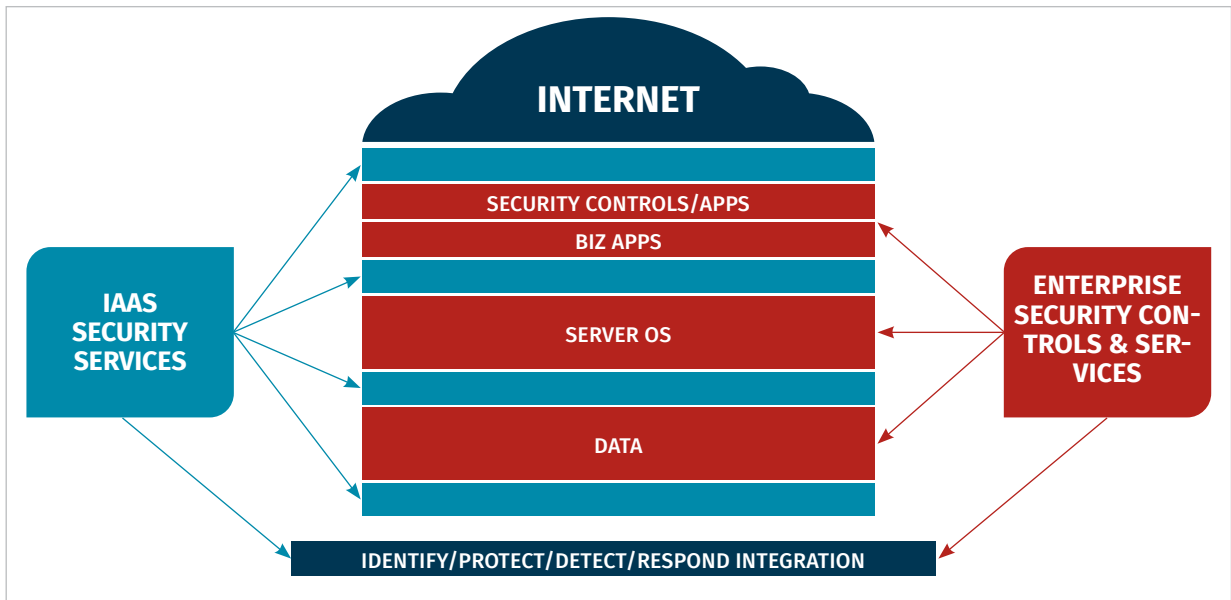 INTERNET
SECURITY CONTROLS/APPS
BIZ APPS
IAAS
SECURITY
SERVICES
SERVER OS
ENTERPRISE
SECURITY CON-
TROLS & SER-
VICES
DATA
IDENTIFY/PROTECT/DETECT/RESPOND INTEGRATION